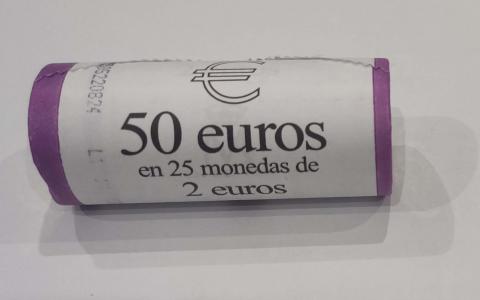 €
50 euros
en 25 monedas de
2 euros